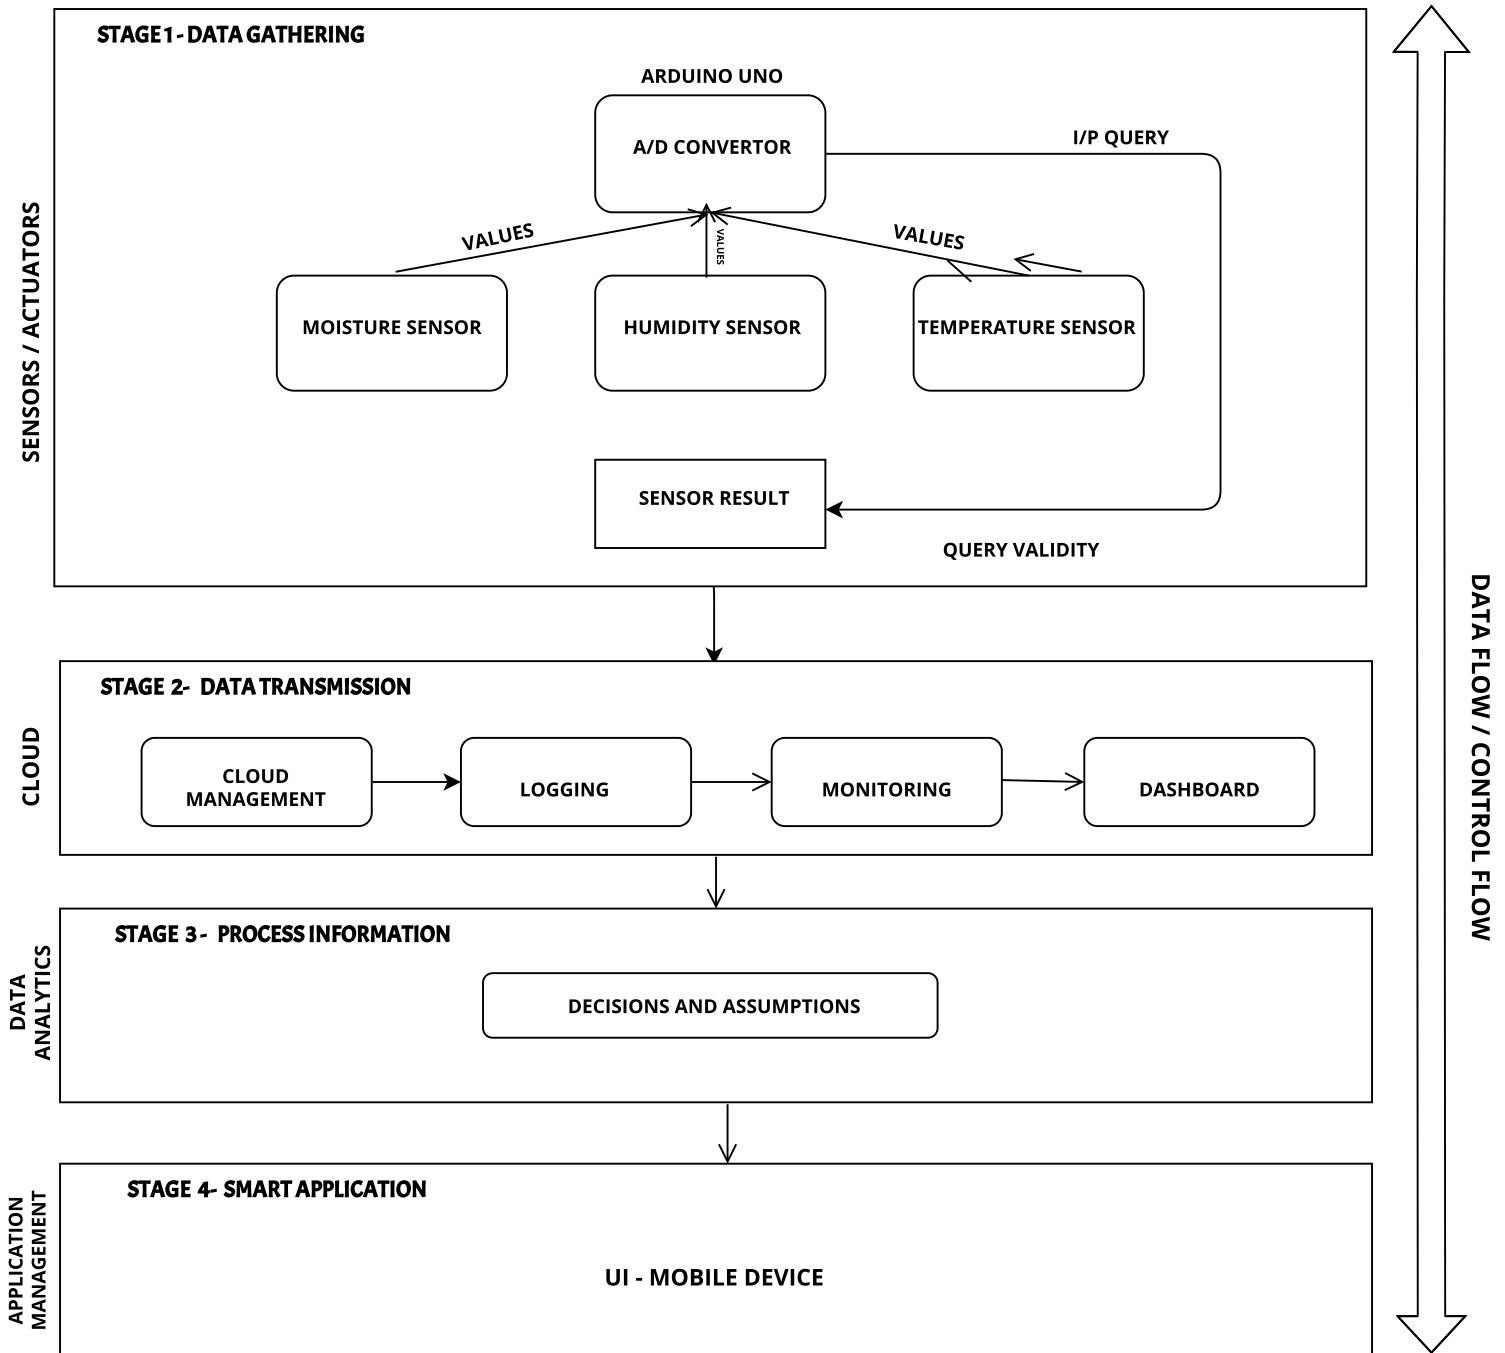 STAGE 1 - DATA GATHERING
ARDUINO UNO
A/D CONVERTOR
I/P QUERY
VALUES
VALUES
VALUES
MOISTURE SENSOR
HUMIDITY SENSOR
TEMPERATURE SENSOR
SENSOR RESULT
QUERY VALIDITY
SENSORS / ACTUATORS
STAGE 2- DATA TRANSMISSION
CLOUD
MANAGEMENT
LOGGING
MONITORING
DASHBOARD
CLOUD
STAGE 3 - PROCESS INFORMATION
DECISIONS AND ASSUMPTIONS
DATA
ANALYTICS
STAGE 4- SMART APPLICATION
UI - MOBILE DEVICE
APPLICATION
MANAGEMENT
DATA FLOW / CONTROL FLOW